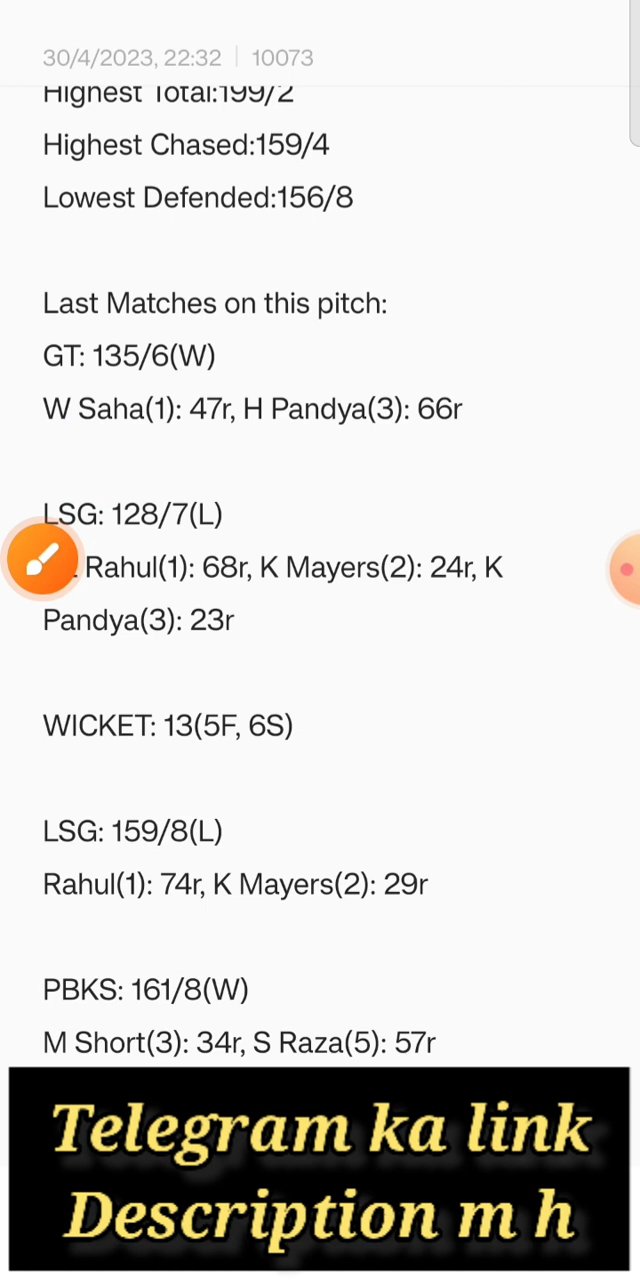 30/4/2023, 22:32 | 10073
Highest Total:199/2
Highest Chased:159/4
Lowest Defended:156/8
Last Matches on this pitch:
GT: 135/6(W)
W Saha(1): 47r, H Pandya(3): 66r
LSG: 128/7(L)
Rahul(1): 68r, K Mayers(2): 24r, K
Pandya(3): 23r
WICKET: 13(5F, 6S)
LSG: 159/8(L)
Rahul(1): 74r, K Mayers(2): 29r
PBKS: 161/8(W)
M Short(3): 34r, S Raza(5): 57r
Telegram ka link
Description m h